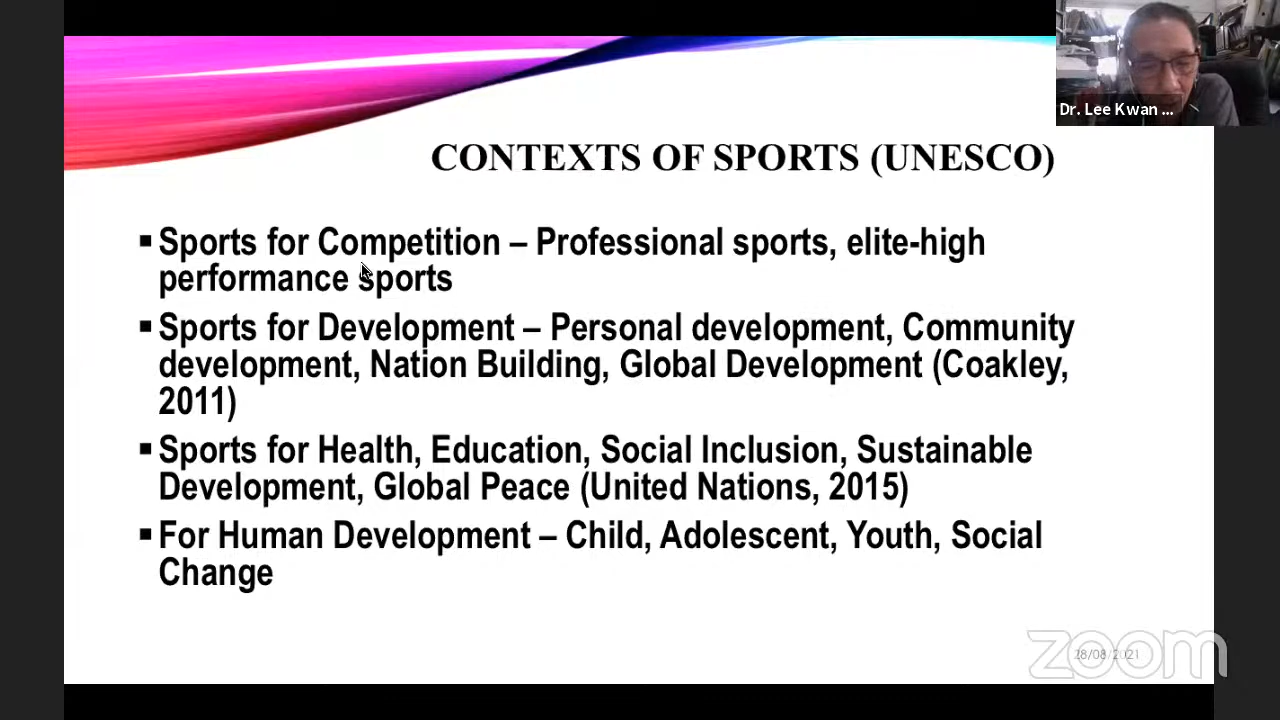 Dr. Lee Kwan ...
CONTEXTS OF SPORTS (UNESCO)
▪Sports for Competition – Professional sports, elite-high
performance sports
▪Sports for Development – Personal development, Community
development, Nation Building, Global Development (Coakley,
2011)
▪Sports for Health, Education, Social Inclusion, Sustainable
Development, Global Peace (United Nations, 2015)
▪For Human Development – Child, Adolescent, Youth, Social
Change
zoom
28/08/2021